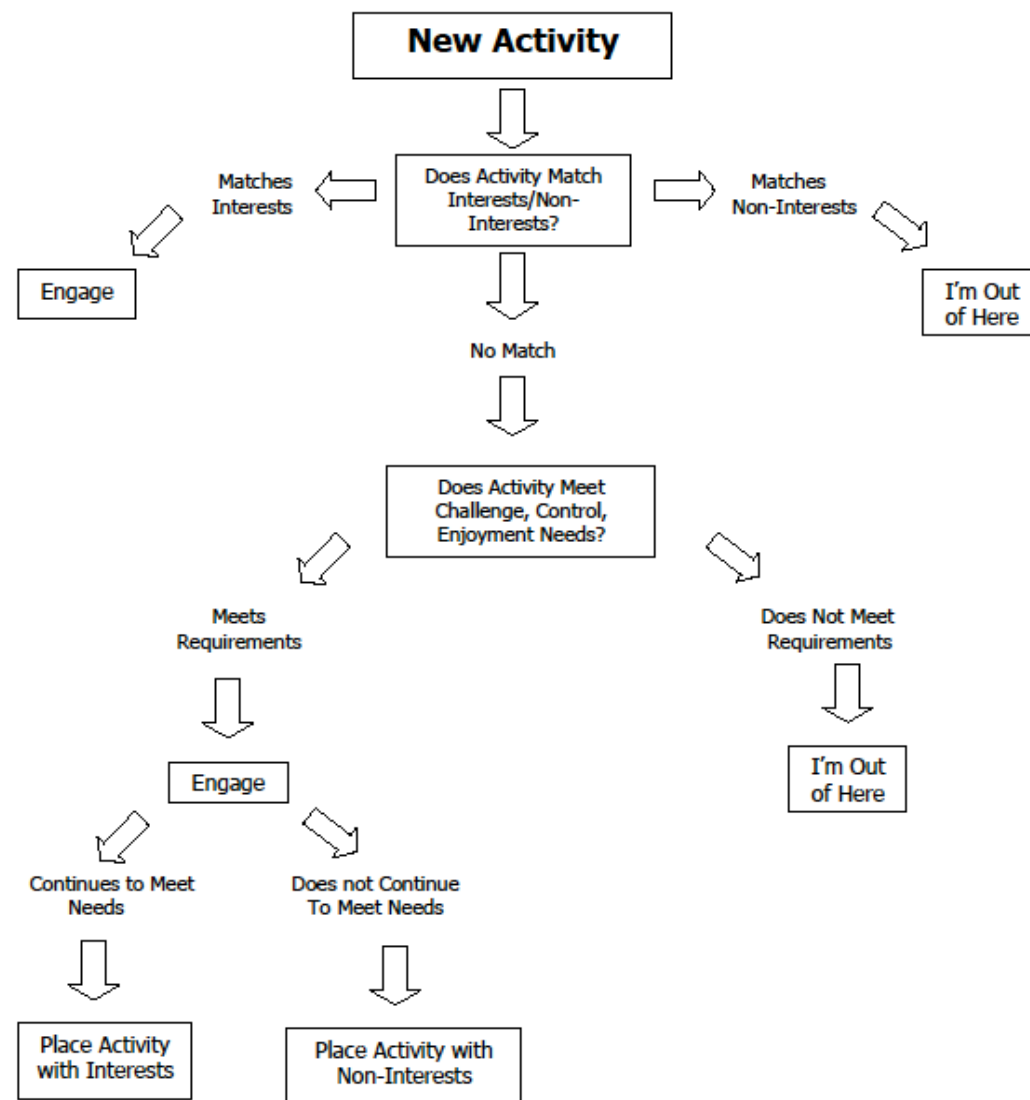 New Activity
Does Activity Match
Interests/Non-
Interests?
Matches
Interests
Matches
Non-Interests
Engage
I'm Out
of Here
No Match
Does Activity Meet
Challenge, Control,
Enjoyment Needs?
Meets
Requirements
Does Not Meet
Requirements
Engage
I'm Out
of Here
Continues to Meet
Needs
Does not Continue
To Meet Needs
Place Activity
with Interests
Place Activity with
Non-Interests